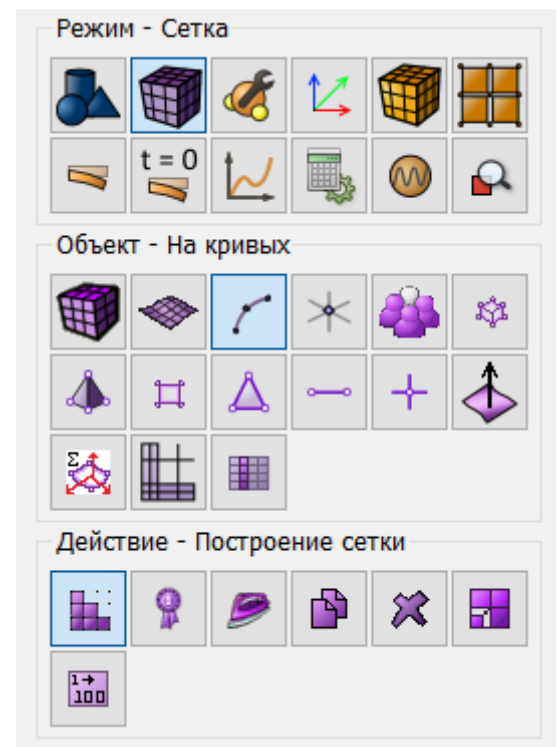 Режим - Сетка
t = 0
Объект - На кривых
Σ
Действие - Построение сетки
1→
100